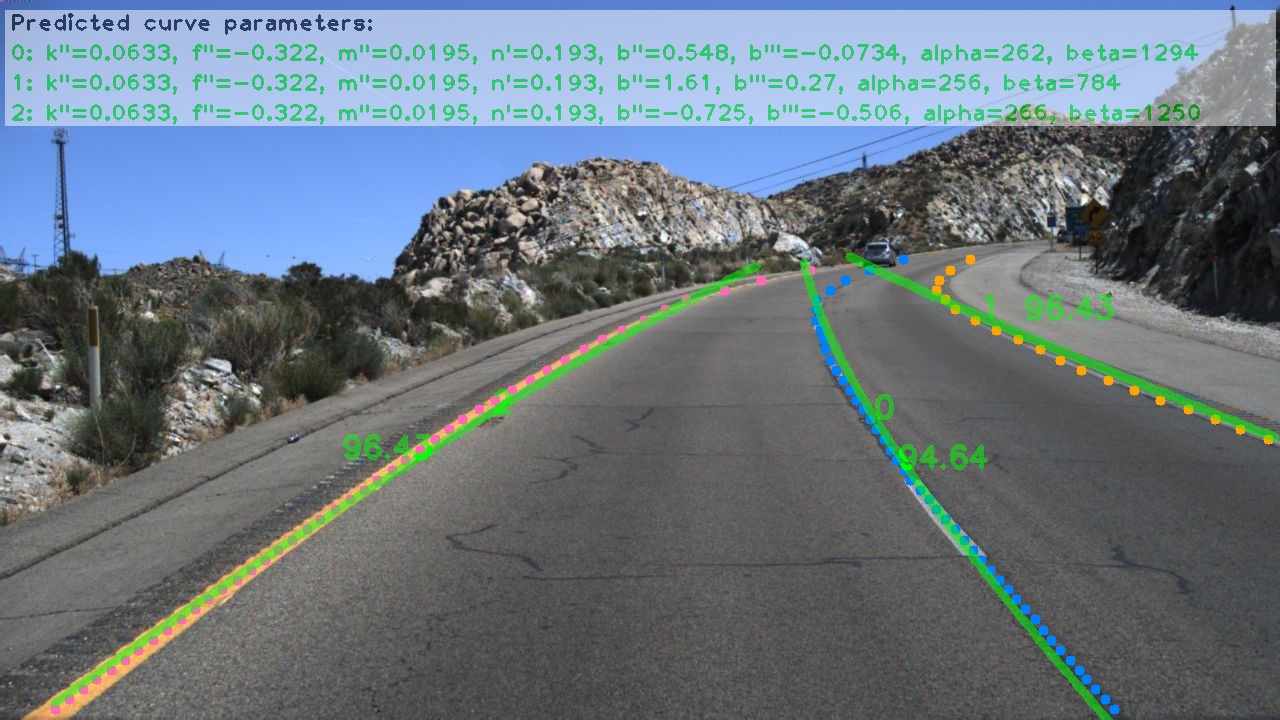 Predicted curve parameters:
0: k''=0.0633, f''=-0.322, m''=0.0195, n'=0.193, b''=0.548, b'''=-0.0734, alpha=262, beta=1294
1: k''=0.0633, f''=-0.322, m''=0.0195, n'=0.193, b''=1.61, b'''=0.27, alpha=256, beta=784
2: k''=0.0633, f''=-0.322, m''=0.0195, n'=0.193, b''=-0.725, b'''=-0.506, alpha=266, beta=1250
1 96.43
0
96.43
94.64